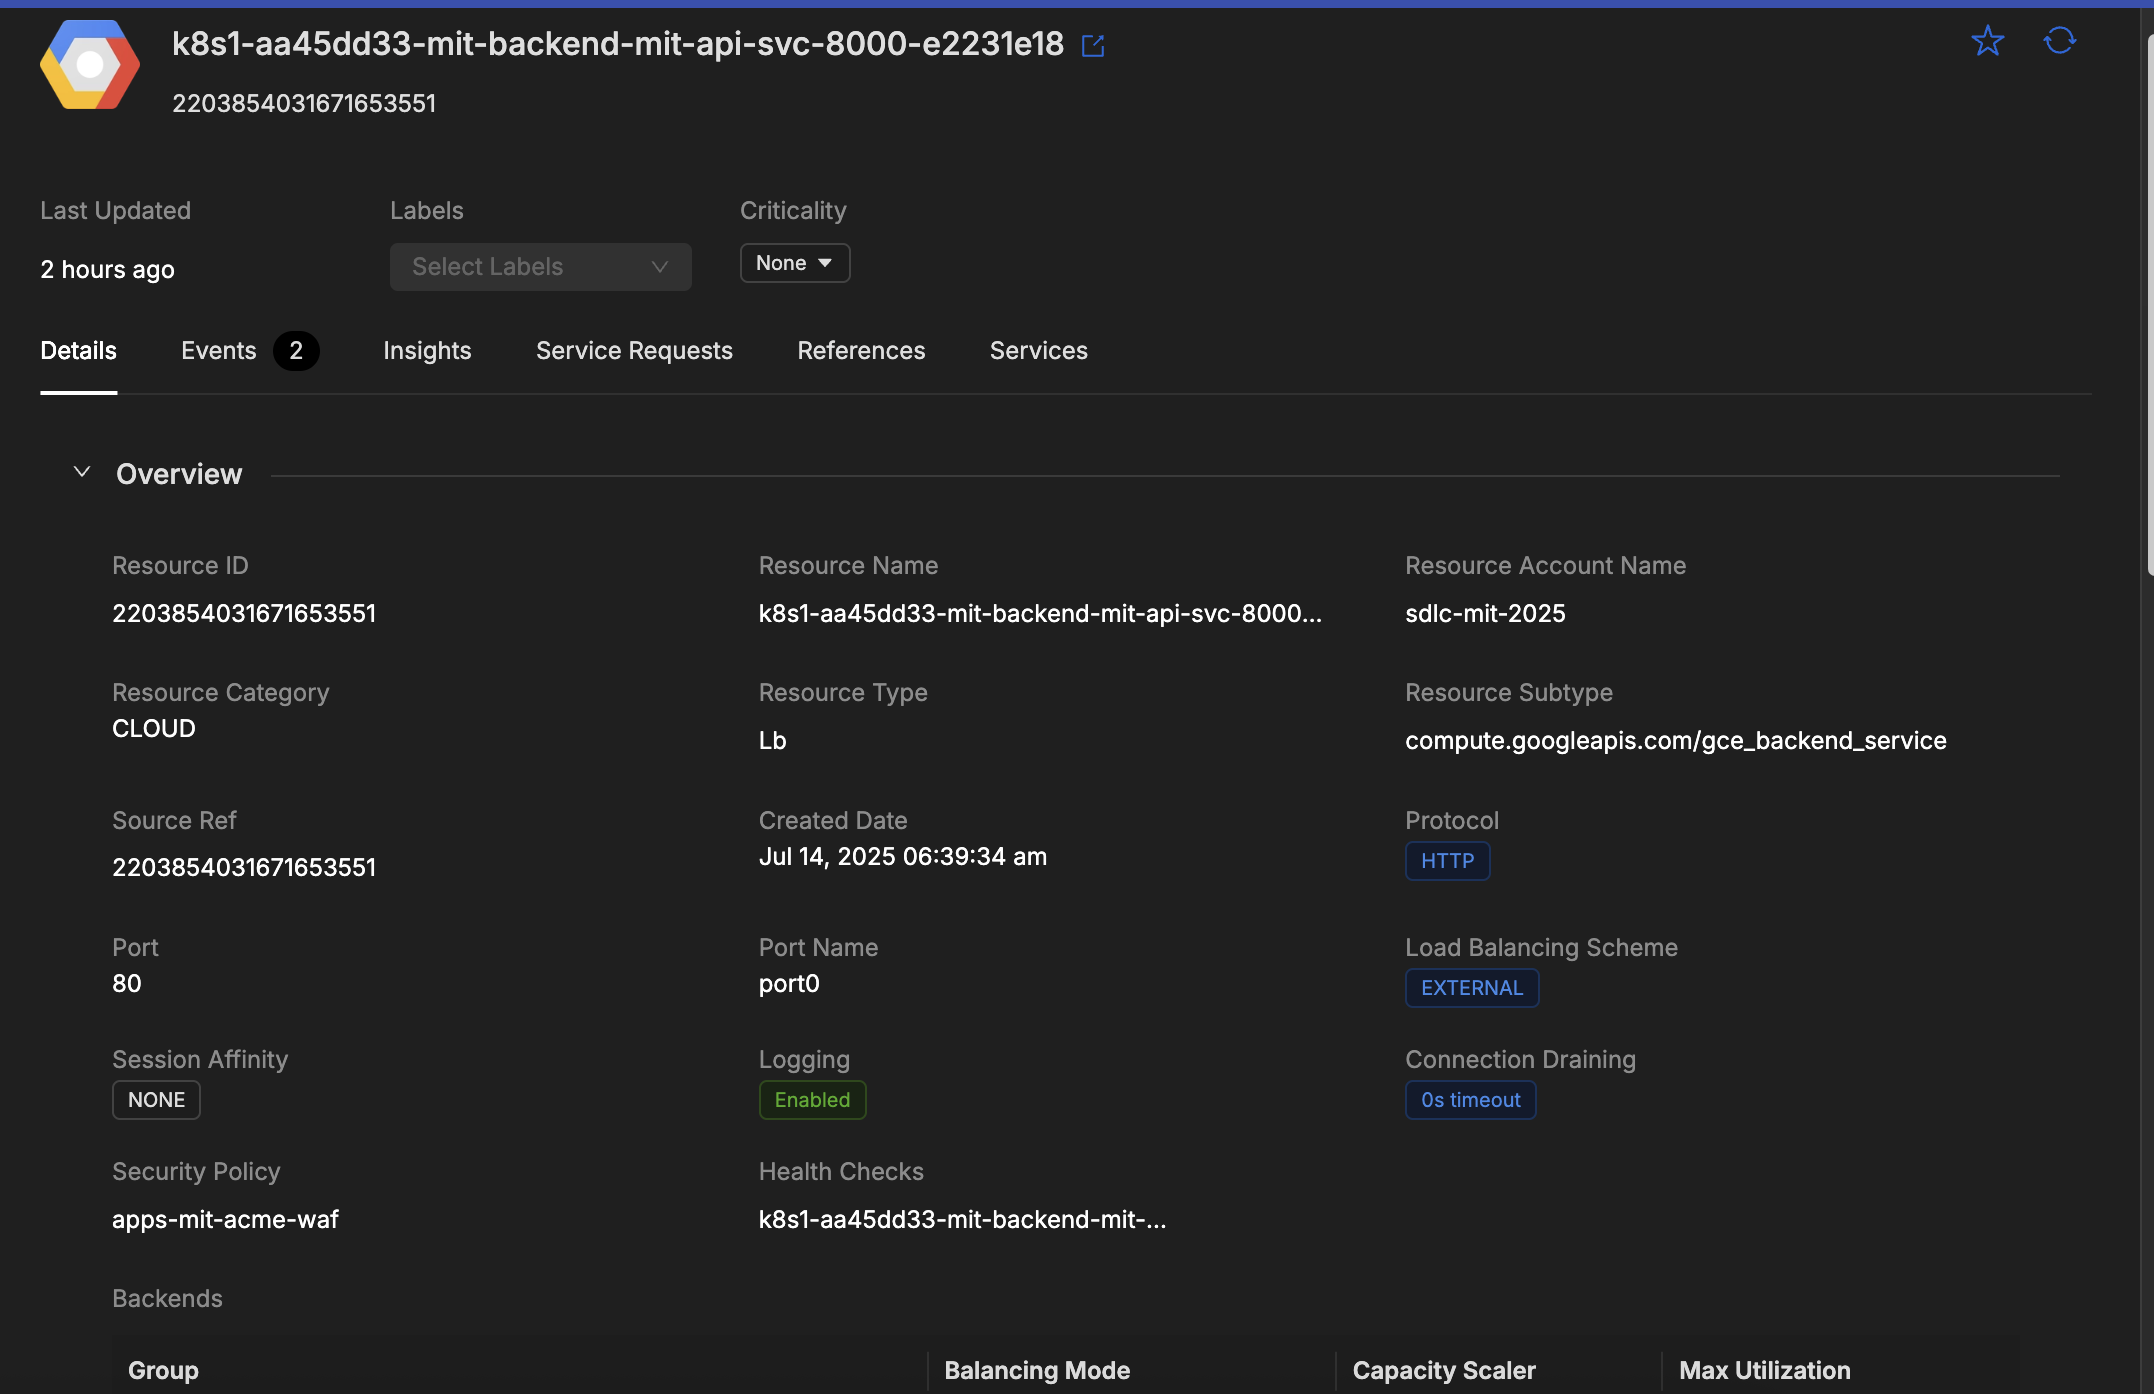 k8s1-aa45dd33-mit-backend-mit-api-svc-8000-e2231e18
2203854031671653551
Last Updated Labels Criticality
2 hours ago Select Labels None
Details Events 2 Insights Service Requests References Services
Overview
Resource ID Resource Name Resource Account Name
2203854031671653551 k8s1-aa45dd33-mit-backend-mit-api-svc-8000... sdlc-mit-2025
Resource Category Resource Type Resource Subtype
CLOUD Lb compute.googleapis.com/gce_backend_service
Source Ref Created Date Protocol
2203854031671653551 Jul 14, 2025 06:39:34 am HTTP
Port Port Name Load Balancing Scheme
80 port0 EXTERNAL
Session Affinity Logging Connection Draining
NONE Enabled 0s timeout
Security Policy Health Checks
apps-mit-acme-waf k8s1-aa45dd33-mit-backend-mit-...
Backends
Group Balancing Mode Capacity Scaler Max Utilization